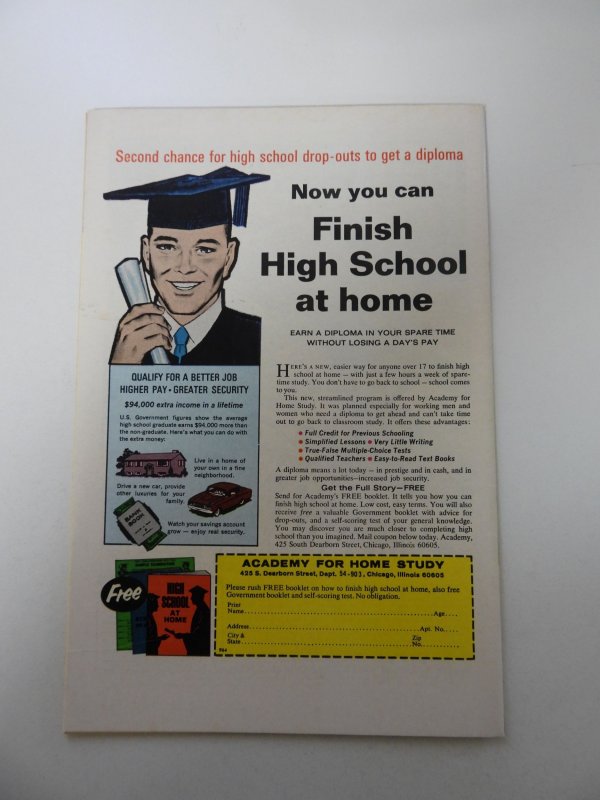 Second chance for high school drop-outs to get a diploma
Now you can
Finish
High School
at home
EARN A DIPLOMA IN YOUR SPARE TIME
WITHOUT LOSING A DAY'S PAY
QUALIFY FOR A BETTER JOB
HIGHER PAY · GREATER SECURITY
$94,000 extra income in a lifetime
U.S. Government figures show the average
high school graduate earns $94,000 more than
the non-graduate. Here's what you can do with
the extra money:
Live in a home of
your own in a fine
neighborhood.
Drive a new car, provide
other luxuries for your
family.
BANK
BOOK
Watch your savings account
grow — enjoy real security.
HERE'S A NEW, easier way for anyone over 17 to finish high
school at home — with just a few hours a week of spare-
time study. You don't have to go back to school — school comes
to you.
This new, streamlined program is offered by Academy for
Home Study. It was planned especially for working men and
women who need a diploma to get ahead and can't take time
out to go back to classroom study. It offers these advantages:
• Full Credit for Previous Schooling
• Simplified Lessons • Very Little Writing
• True-False Multiple-Choice Tests
• Qualified Teachers • Easy-to-Read Text Books
A diploma means a lot today — in prestige and in cash, and in
greater job opportunities—increased job security.
Get the Full Story—FREE
Send for Academy's FREE booklet. It tells you how you can
finish high school at home. Low cost, easy terms. You will also
receive free a valuable Government booklet with advice for
drop-outs, and a self-scoring test of your general knowledge.
You may discover you are much closer to completing high
school than you imagined. Mail coupon below today. Academy,
425 South Dearborn Street, Chicago, Illinois 60605.
Free
HIGH
SCHOOL
AT
HOME
ACADEMY FOR HOME STUDY
425 S. Dearborn Street, Dept. 54-903, Chicago, Illinois 60605
Please rush FREE booklet on how to finish high school at home, also free
Government booklet and self-scoring test. No obligation.
Print
Name Age
Address Apt. No.
City & Zip
State No.